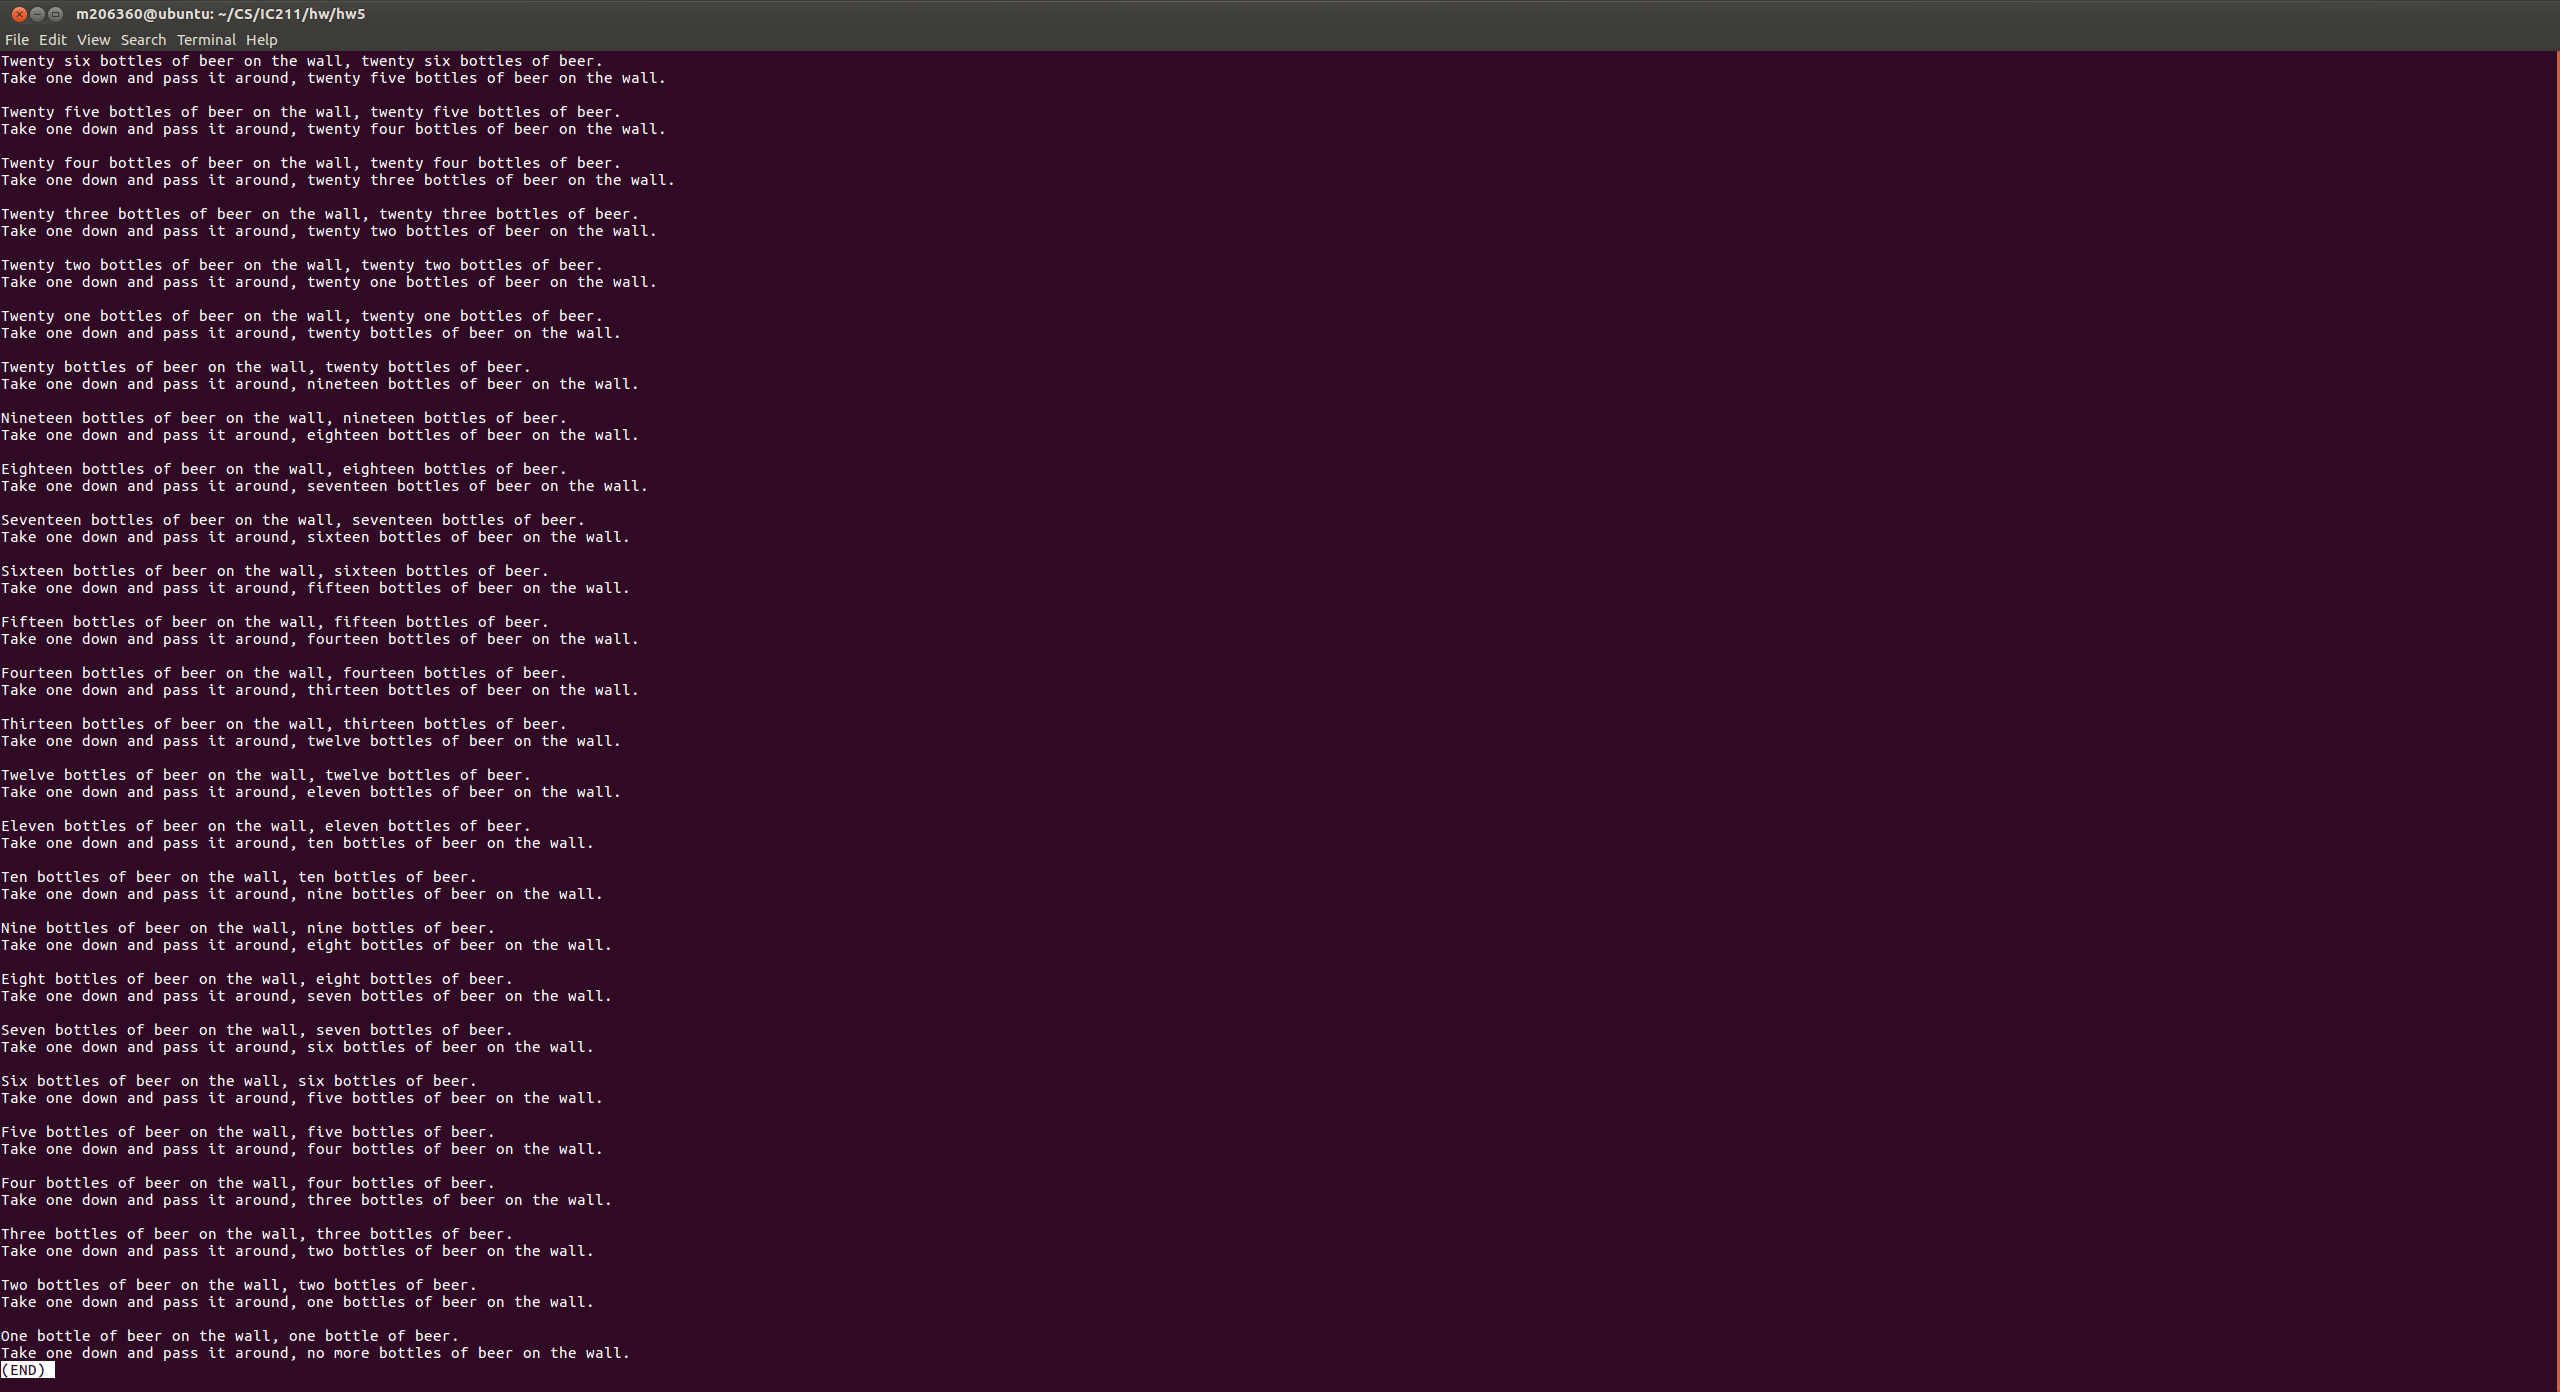 m206360@ubuntu: ~/CS/IC211/hw/hw5
File Edit View Search Terminal Help
Twenty six bottles of beer on the wall, twenty six bottles of beer.
Take one down and pass it around, twenty five bottles of beer on the wall.

Twenty five bottles of beer on the wall, twenty five bottles of beer.
Take one down and pass it around, twenty four bottles of beer on the wall.

Twenty four bottles of beer on the wall, twenty four bottles of beer.
Take one down and pass it around, twenty three bottles of beer on the wall.

Twenty three bottles of beer on the wall, twenty three bottles of beer.
Take one down and pass it around, twenty two bottles of beer on the wall.

Twenty two bottles of beer on the wall, twenty two bottles of beer.
Take one down and pass it around, twenty one bottles of beer on the wall.

Twenty one bottles of beer on the wall, twenty one bottles of beer.
Take one down and pass it around, twenty bottles of beer on the wall.

Twenty bottles of beer on the wall, twenty bottles of beer.
Take one down and pass it around, nineteen bottles of beer on the wall.

Nineteen bottles of beer on the wall, nineteen bottles of beer.
Take one down and pass it around, eighteen bottles of beer on the wall.

Eighteen bottles of beer on the wall, eighteen bottles of beer.
Take one down and pass it around, seventeen bottles of beer on the wall.

Seventeen bottles of beer on the wall, seventeen bottles of beer.
Take one down and pass it around, sixteen bottles of beer on the wall.

Sixteen bottles of beer on the wall, sixteen bottles of beer.
Take one down and pass it around, fifteen bottles of beer on the wall.

Fifteen bottles of beer on the wall, fifteen bottles of beer.
Take one down and pass it around, fourteen bottles of beer on the wall.

Fourteen bottles of beer on the wall, fourteen bottles of beer.
Take one down and pass it around, thirteen bottles of beer on the wall.

Thirteen bottles of beer on the wall, thirteen bottles of beer.
Take one down and pass it around, twelve bottles of beer on the wall.

Twelve bottles of beer on the wall, twelve bottles of beer.
Take one down and pass it around, eleven bottles of beer on the wall.

Eleven bottles of beer on the wall, eleven bottles of beer.
Take one down and pass it around, ten bottles of beer on the wall.

Ten bottles of beer on the wall, ten bottles of beer.
Take one down and pass it around, nine bottles of beer on the wall.

Nine bottles of beer on the wall, nine bottles of beer.
Take one down and pass it around, eight bottles of beer on the wall.

Eight bottles of beer on the wall, eight bottles of beer.
Take one down and pass it around, seven bottles of beer on the wall.

Seven bottles of beer on the wall, seven bottles of beer.
Take one down and pass it around, six bottles of beer on the wall.

Six bottles of beer on the wall, six bottles of beer.
Take one down and pass it around, five bottles of beer on the wall.

Five bottles of beer on the wall, five bottles of beer.
Take one down and pass it around, four bottles of beer on the wall.

Four bottles of beer on the wall, four bottles of beer.
Take one down and pass it around, three bottles of beer on the wall.

Three bottles of beer on the wall, three bottles of beer.
Take one down and pass it around, two bottles of beer on the wall.

Two bottles of beer on the wall, two bottles of beer.
Take one down and pass it around, one bottles of beer on the wall.

One bottle of beer on the wall, one bottle of beer.
Take one down and pass it around, no more bottles of beer on the wall.
(END)